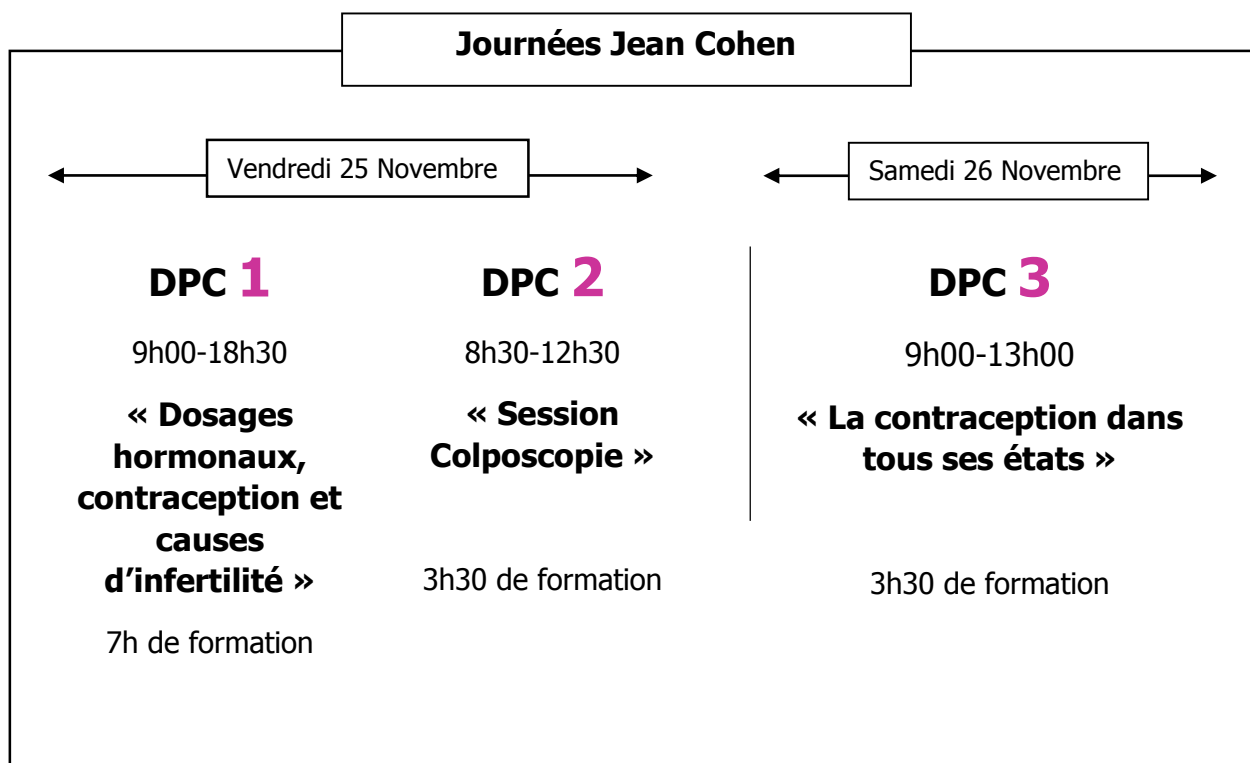 Journées Jean Cohen
Vendredi 25 Novembre
Samedi 26 Novembre
DPC 1
9h00-18h30
« Dosages
hormonaux,
contraception et
causes
d’infertilité »
7h de formation
DPC 2
8h30-12h30
« Session
Colposcopie »
3h30 de formation
DPC 3
9h00-13h00
« La contraception dans
tous ses états »
3h30 de formation